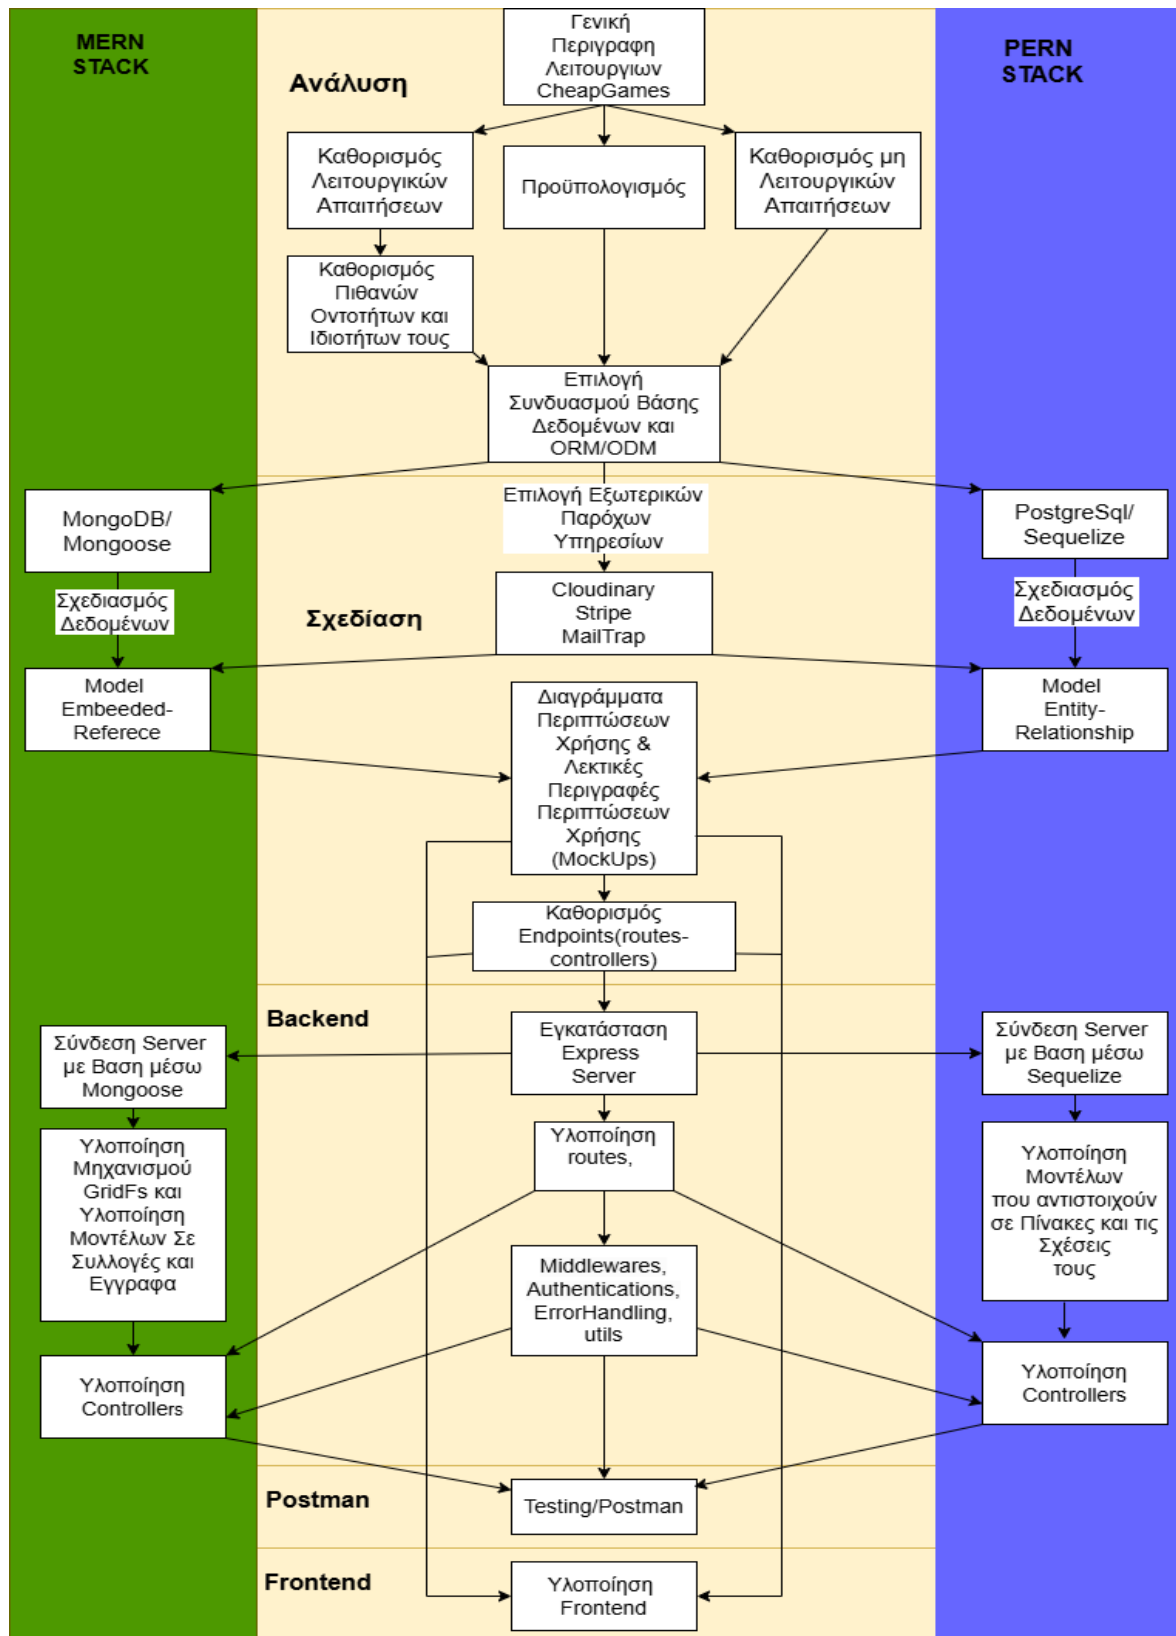 MERN
STACK
PERN
STACK
Ανάλυση
Γενική
Περιγραφη
Λειτουργιων
CheapGames
Καθορισμός
Λειτουργικών
Απαιτήσεων
Προϋπολογισμός
Καθορισμός μη
Λειτουργικών
Απαιτήσεων
Καθορισμός
Πιθανών
Οντοτήτων και
Ιδιοτήτων τους
Επιλογή
Συνδυασμού Βάσης
Δεδομένων και
ORM/ODM
MongoDB/
Mongoose
Επιλογή Εξωτερικών
Παρόχων
Υπηρεσίων
PostgreSql/
Sequelize
Σχεδιασμός
Δεδομένων
Σχεδίαση
Cloudinary
Stripe
MailTrap
Σχεδιασμός
Δεδομένων
Model
Embeeded-
Referece
Διαγράμματα
Περιπτώσεων
Χρήσης &
Λεκτικές
Περιγραφές
Περιπτώσεων
Χρήσης
(MockUps)
Model
Entity-
Relationship
Καθορισμός
Endpoints(routes-
controllers)
Backend
Σύνδεση Server
με Βαση μέσω
Mongoose
Εγκατάσταση
Express
Server
Σύνδεση Server
με Βαση μέσω
Sequelize
Υλοποίηση
Μηχανισμού
GridFs και
Υλοποίηση
Μοντέλων Σε
Συλλογές και
Εγγραφα
Υλοποίηση
routes,
Υλοποίηση
Μοντέλων
που αντιστοιχούν
σε Πίνακες και τις
Σχέσεις
τους
Middlewares,
Authentications,
ErrorHandling,
utils
Υλοποίηση
Controllers
Υλοποίηση
Controllers
Postman
Testing/Postman
Frontend
Υλοποίηση
Frontend